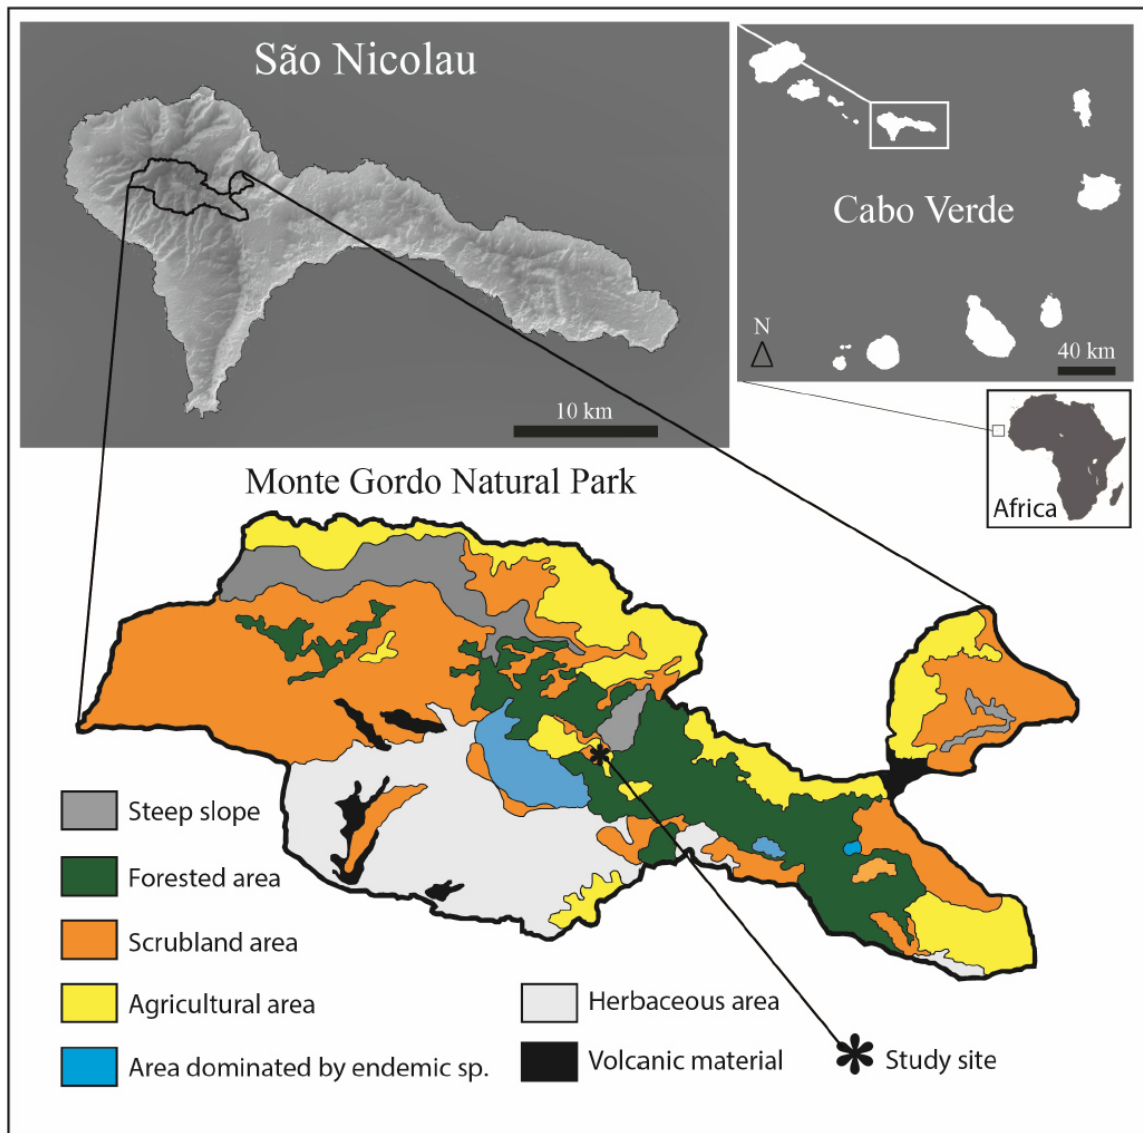 São Nicolau
10 km
Cabo Verde
N
40 km
Africa
Monte Gordo Natural Park
Steep slope
Forested area
Scrubland area
Agricultural area
Area dominated by endemic sp.
Herbaceous area
Volcanic material
Study site